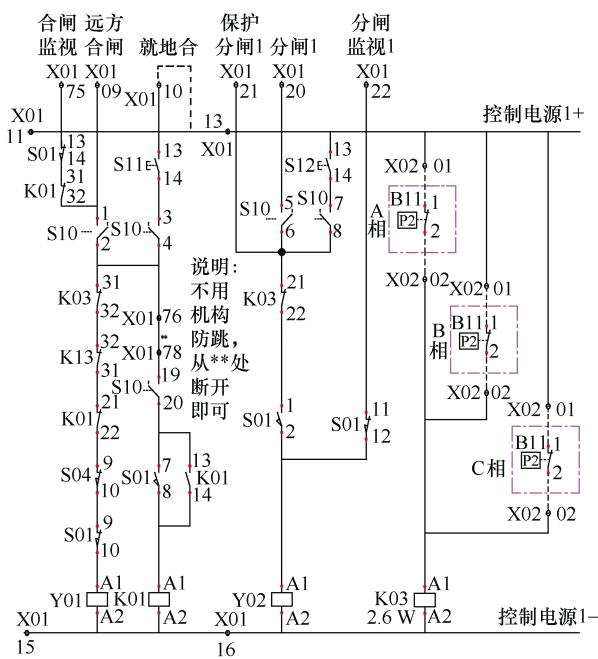 合闸 远方
监视 合闸 就地合
保护 分闸
分闸1 分闸1 监视1
X01 X01 X01 X01 X01 X01
75 09 10 21 20 22
X01 13 控制电源1+
11 X01
S01 13
14
K01 31
32
S11 13
14
S12 13
14
X02 01
A相
B11 1
P2
2
S10 1
2
S10 3
4
S10 5
6
S10 7
8
X02 02
说明:
不用
机构
防跳，
从**处
断开
即可
K03 31
32
X01 76
**
X01 78
K03 21
22
X02 01
B相
B11 1
P2
2
X02 02
K13 32
31
S10 19
20
K01 21
22
S01 1
2
S01 11
12
X02 01
C相
B11 1
P2
2
X02 02
S04 9
10
S01 7
8
13
K01
14
S01 9
10
Y01 A1
A2
K01 A1
A2
Y02 A1
A2
K03 A1
2.6 W A2
X01 X01 控制电源1−
15 16